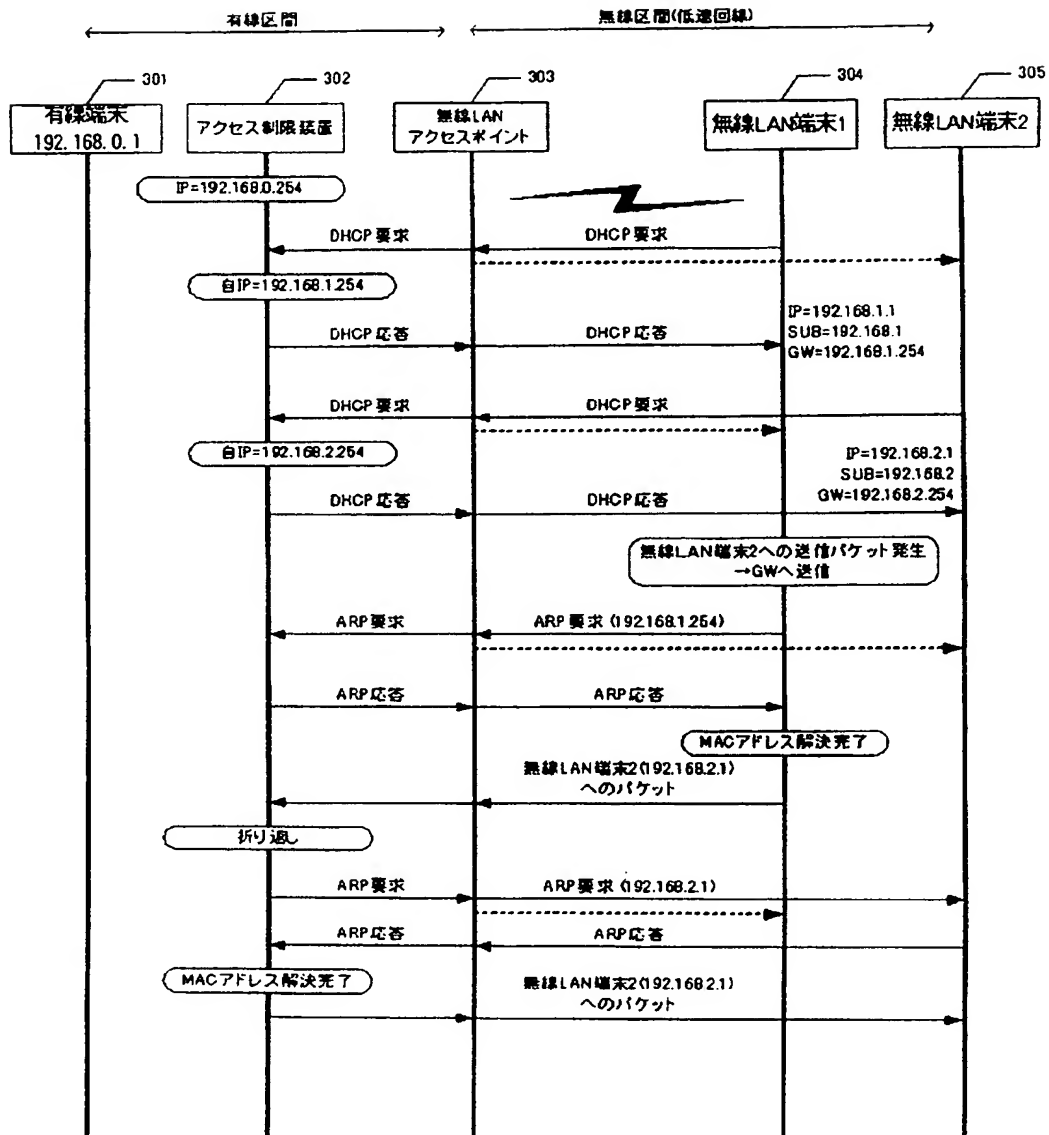 有線区間
無線区間(低速回線)
301
302
303
304
305
有線端末
192.168.0.1
アクセス制限装置
無線LAN
アクセスポイント
無線LAN端末1
無線LAN端末2
IP=192.168.0.254
DHCP要求
DHCP要求
自IP=192.168.1.254
DHCP応答
DHCP応答
IP=192.168.1.1
SUB=192.168.1
GW=192.168.1.254
DHCP要求
DHCP要求
自IP=192.168.2.254
IP=192.168.2.1
SUB=192.168.2
GW=192.168.2.254
DHCP応答
DHCP応答
無線LAN端末2への送信パケット発生
→GWへ送信
ARP要求
ARP要求(192.168.1.254)
ARP応答
ARP応答
MACアドレス解決完了
無線LAN端末2(192.168.2.1)
へのパケット
折り返し
ARP要求
ARP要求(192.168.2.1)
ARP応答
ARP応答
MACアドレス解決完了
無線LAN端末2(192.168.2.1)
へのパケット